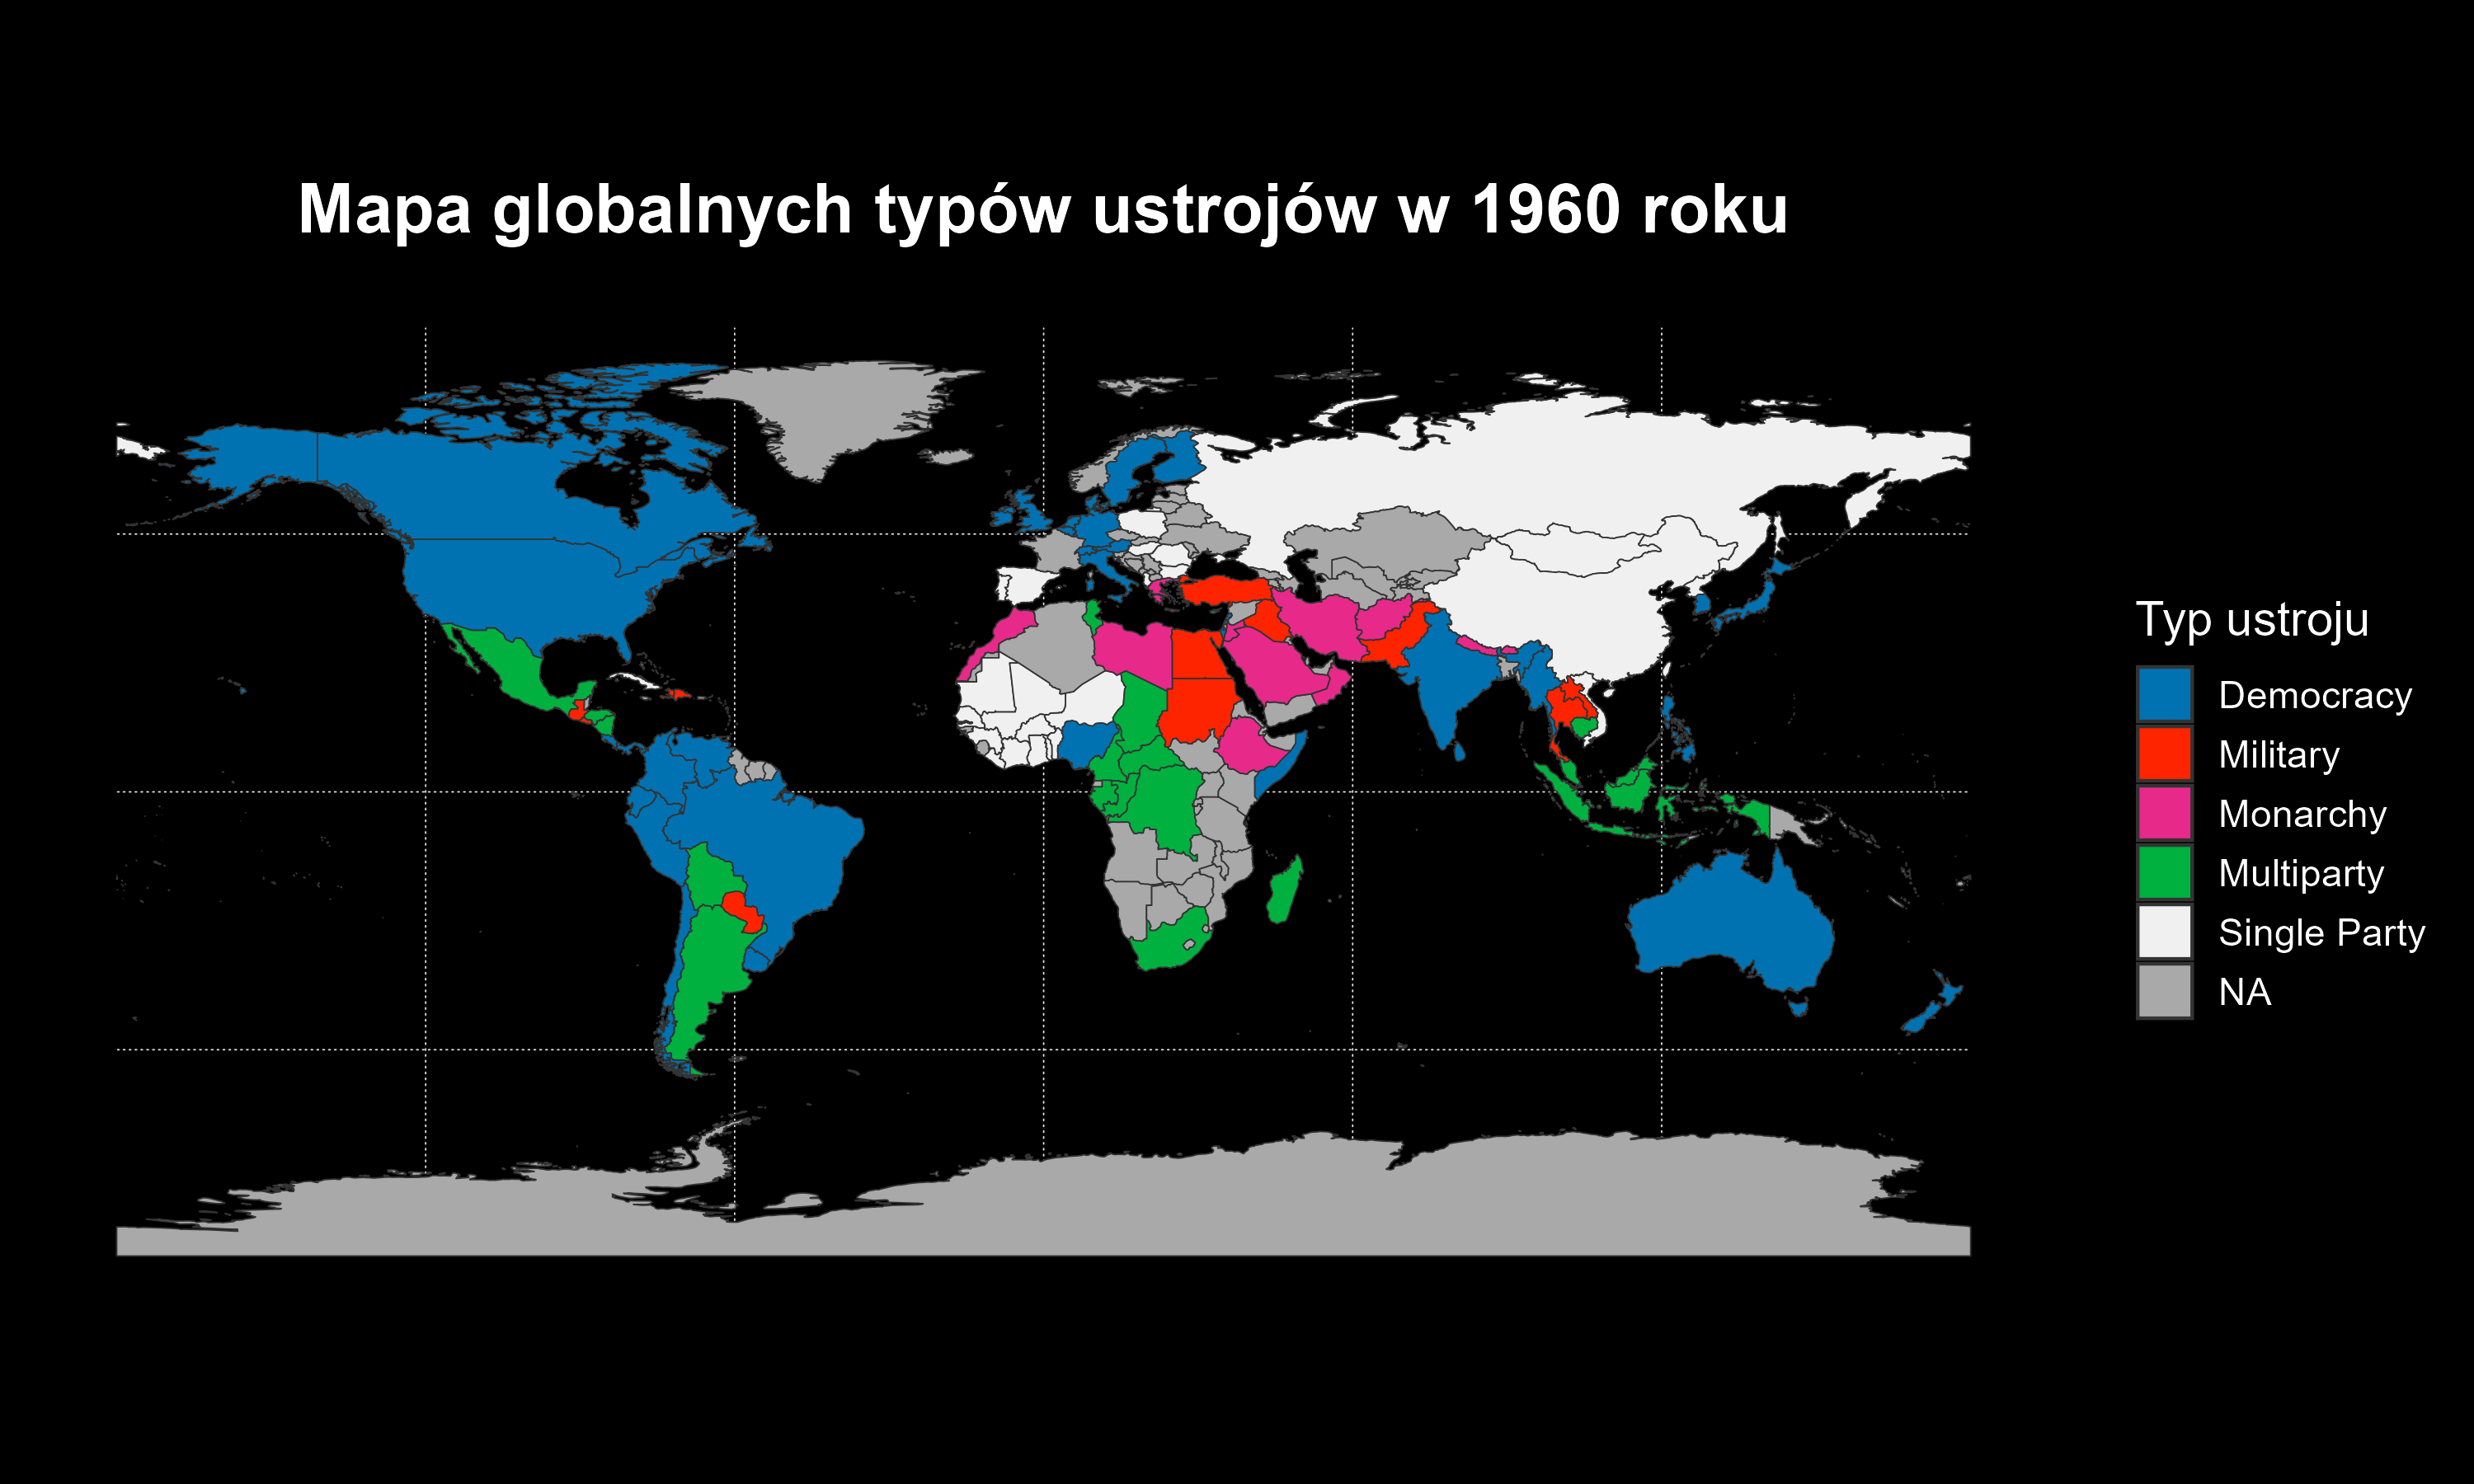 Mapa globalnych typów ustrojów w 1960 roku
Typ ustroju
Democracy
Military
Monarchy
Multiparty
Single Party
NA